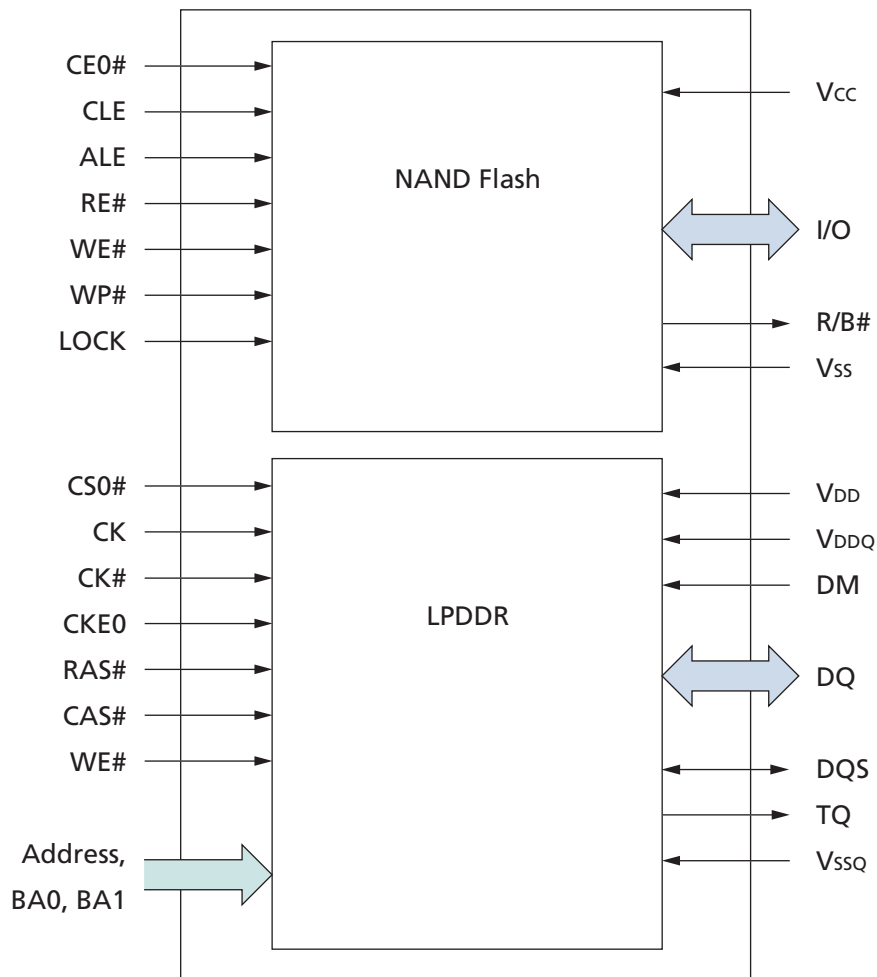 CE0#
CLE
ALE
RE#
WE#
WP#
LOCK
NAND Flash
Vcc
I/O
R/B#
Vss
CS0#
CK
CK#
CKE0
RAS#
CAS#
WE#
Address,
BA0, BA1
LPDDR
VDD
VDDQ
DM
DQ
DQS
TQ
VSSQ